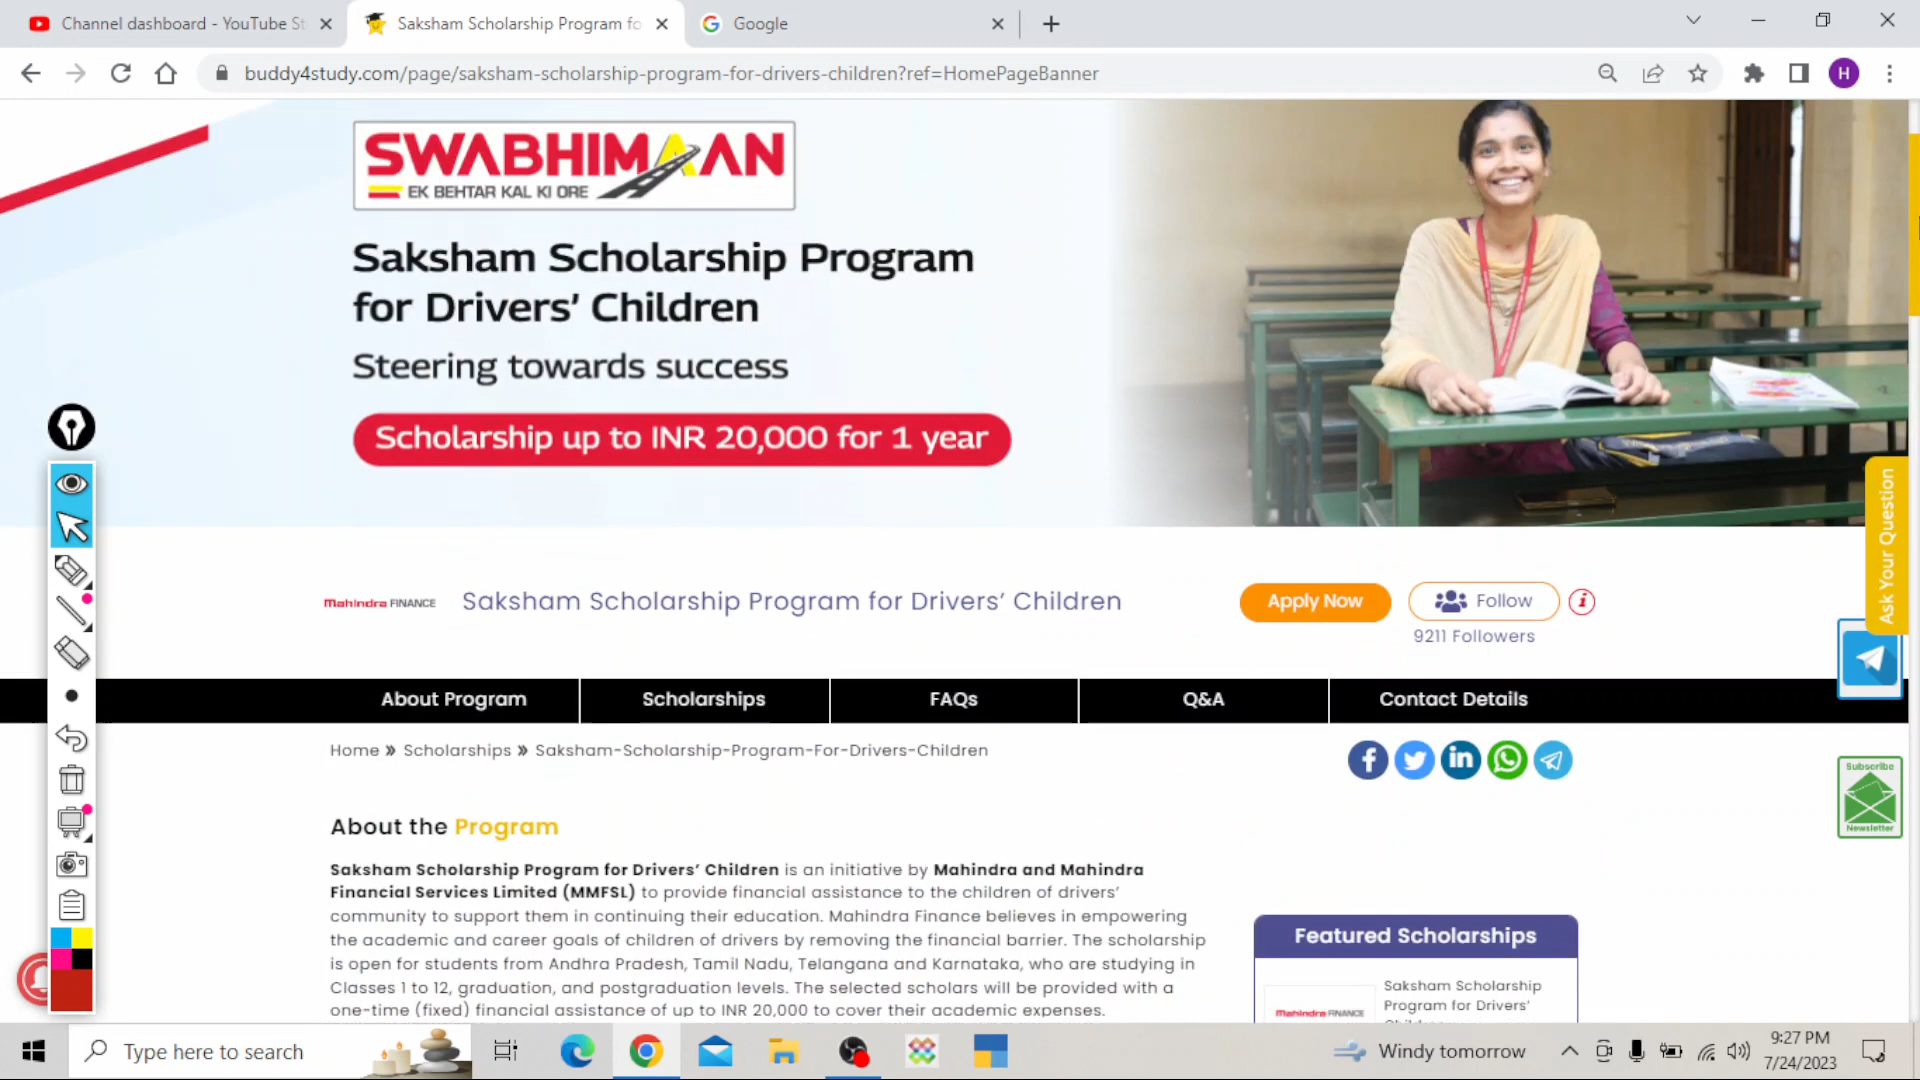 Channel dashboard - YouTube St
Saksham Scholarship Program fo
Google
buddy4study.com/page/saksham-scholarship-program-for-drivers-children?ref=HomePageBanner
H
SWABHIMAAN
EK BEHTAR KAL KI ORE
Saksham Scholarship Program
for Drivers' Children
Steering towards success
Scholarship up to INR 20,000 for 1 year
Ask Your Question
mahindra FINANCE
Saksham Scholarship Program for Drivers' Children
Apply Now
Follow
i
9211 Followers
About Program
Scholarships
FAQs
Q&A
Contact Details
Home » Scholarships » Saksham-Scholarship-Program-For-Drivers-Children
Subscribe
Newsletter
About the Program
Saksham Scholarship Program for Drivers' Children is an initiative by Mahindra and Mahindra
Financial Services Limited (MMFSL) to provide financial assistance to the children of drivers'
community to support them in continuing their education. Mahindra Finance believes in empowering
the academic and career goals of children of drivers by removing the financial barrier. The scholarship
is open for students from Andhra Pradesh, Tamil Nadu, Telangana and Karnataka, who are studying in
Classes 1 to 12, graduation, and postgraduation levels. The selected scholars will be provided with a
one-time (fixed) financial assistance of up to INR 20,000 to cover their academic expenses.
Featured Scholarships
mahindra FINANCE
Saksham Scholarship
Program for Drivers'
Type here to search
Windy tomorrow
9:27 PM
7/24/2023